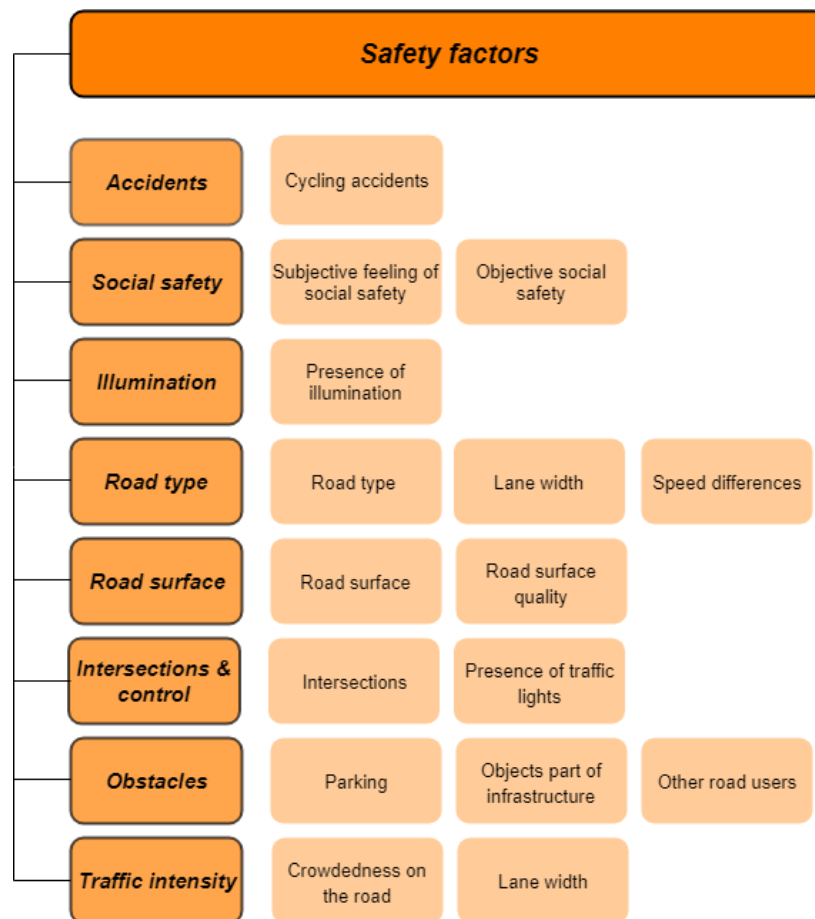 Safety factors
Accidents
Cycling accidents
Social safety
Subjective feeling of
social safety
Objective social
safety
Illumination
Presence of
illumination
Road type
Road type
Lane width
Speed differences
Road surface
Road surface
Road surface
quality
Intersections &
control
Intersections
Presence of traffic
lights
Obstacles
Parking
Objects part of
infrastructure
Other road users
Traffic intensity
Crowdedness on
the road
Lane width